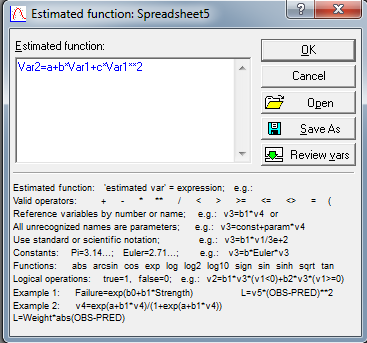 Estimated function: Spreadsheet5
Estimated function:
Var2=a+b*Var1+c*Var1**2
OK
Cancel
Open
Save As
Review vars
Estimated function: 'estimated var' = expression; e.g.:
Valid operators: + - * ** / < > >= <= <> = (
Reference variables by number or name; e.g.: v3=b1*v4 or
All unrecognized names are parameters; e.g.: v3=const+param*v4
Use standard or scientific notation; e.g.: v3=b1*v1/3e+2
Constants: Pi=3.14...; Euler=2.71...; e.g.: v3=b*Euler*v3
Functions: abs arcsin cos exp log log2 log10 sign sin sinh sqrt tan
Logical operations: true=1, false=0; e.g.: v2=b1*v3*(v1<0)+b2*v3*(v1>=0)
Example 1: Failure=exp(b0+b1*Strength) L=v5*(OBS-PRED)**2
Example 2: v4=exp(a+b1*v4)/(1+exp(a+b1*v4))
L=Weight*abs(OBS-PRED)